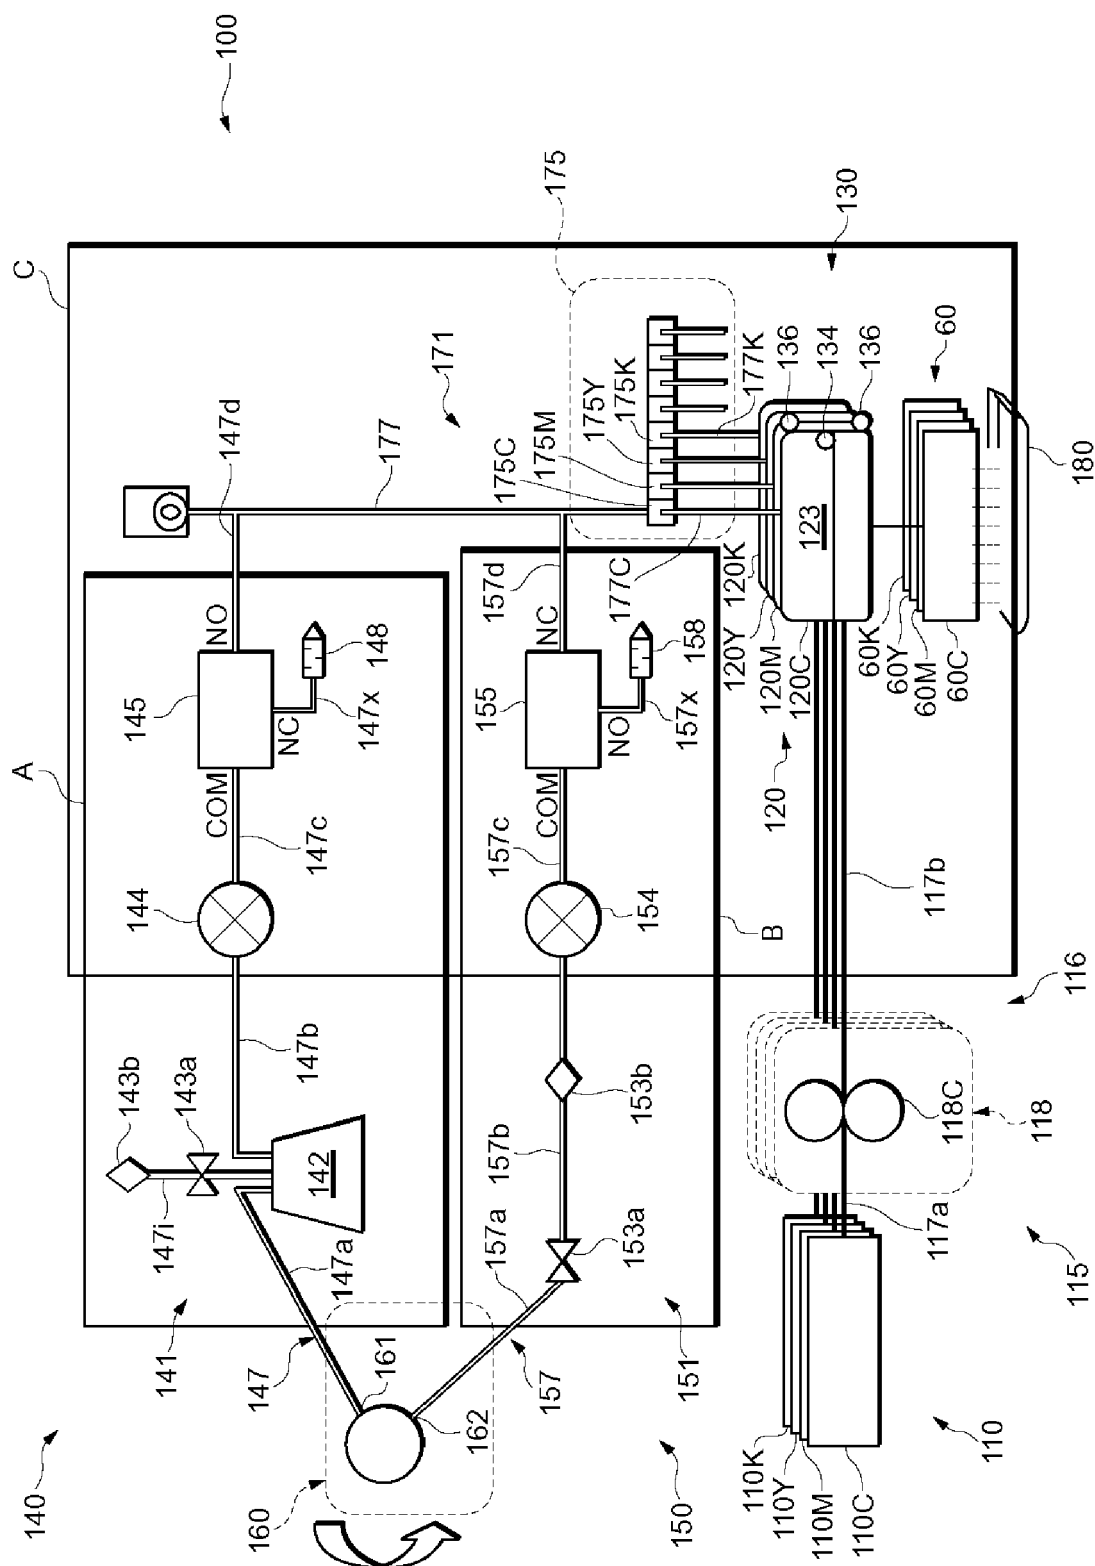 100
C
A
B
175
130
171
147d
177
175C
175M
175Y
175K
177K
136
134
136
60
180
NO
145
148
NC
147x
COM
147c
144
147b
143b
143a
147i
142
147a
141
147
161
162
160
140
157d
177C
NC
155
158
NO
157x
COM
157c
154
153b
157b
157a
153a
151
157
150
120K
120Y
120M
120C
120
123
60K
60Y
60M
60C
117b
116
118C
118
117a
115
110K
110Y
110M
110C
110